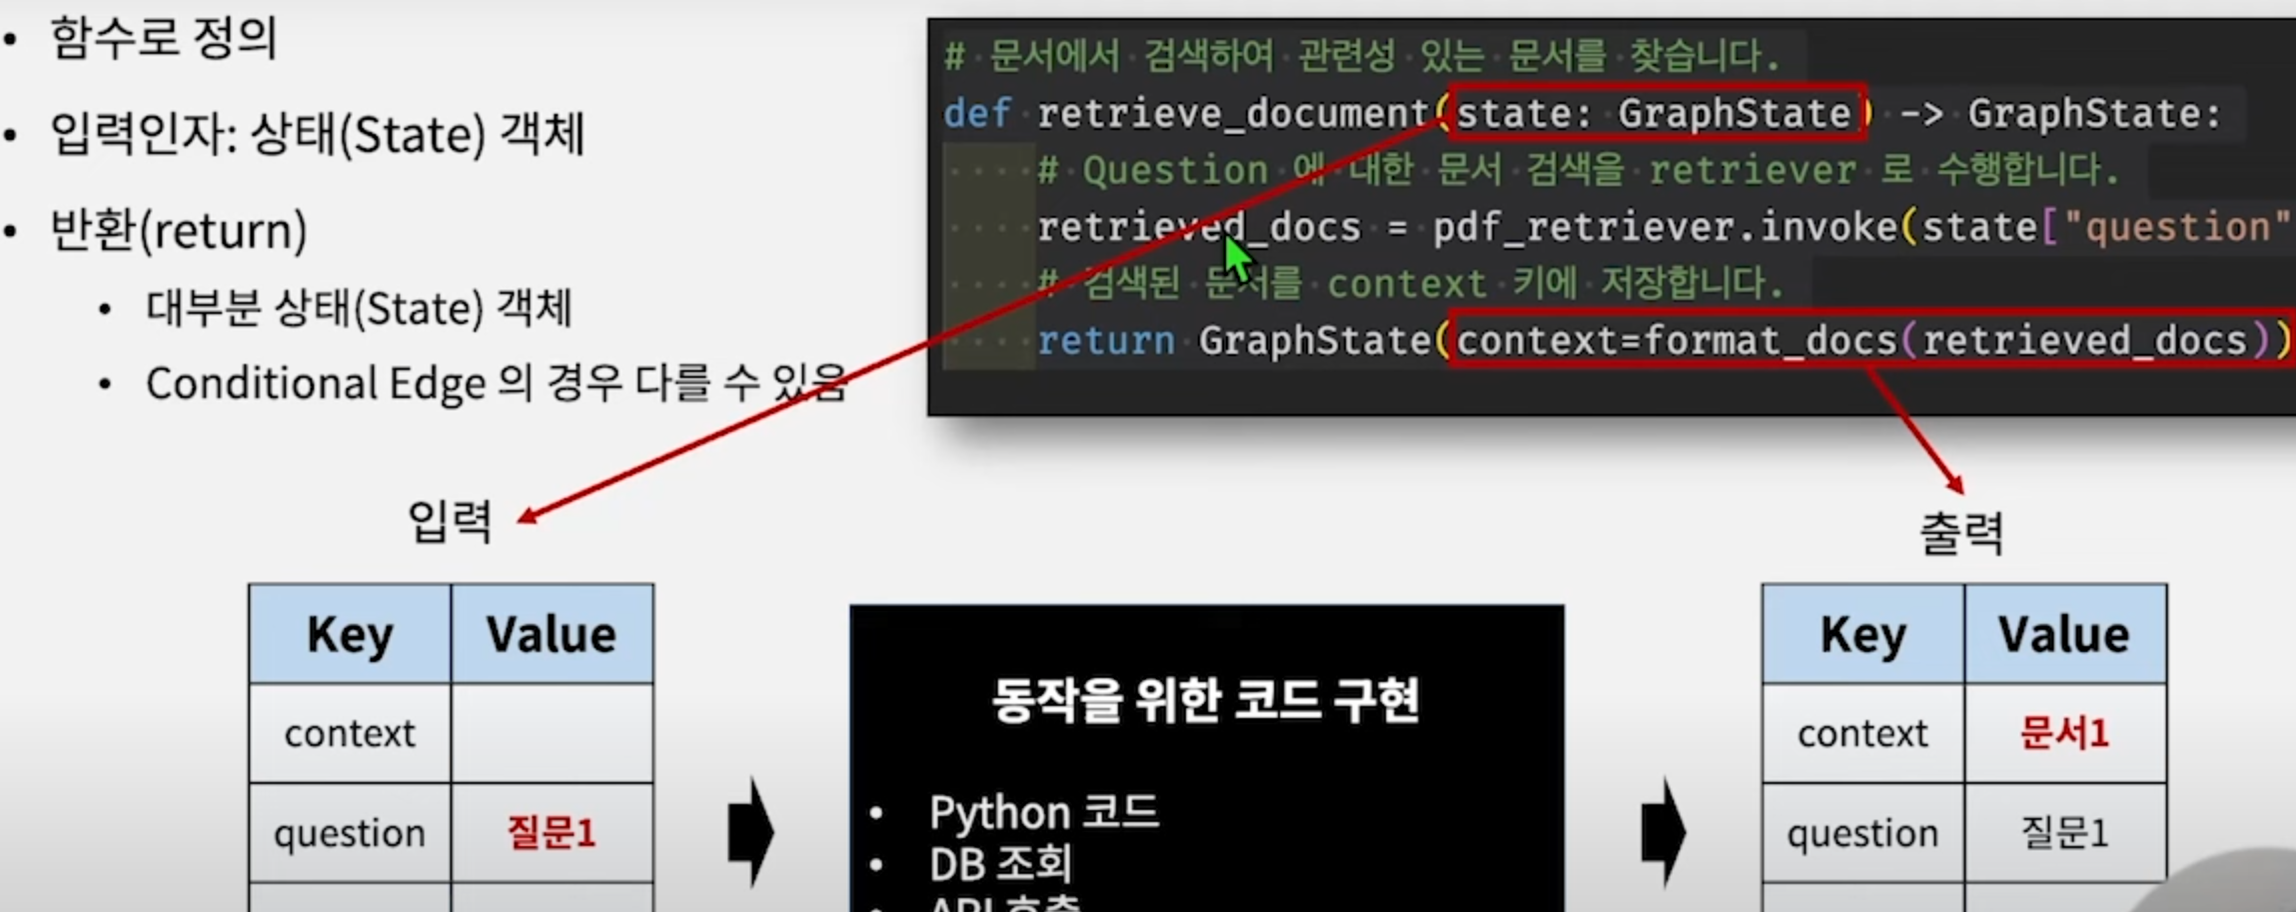 • 함수로 정의
• 입력인자: 상태(State) 객체
• 반환(return)
• 대부분 상태(State) 객체
• Conditional Edge 의 경우 다를 수 있음
# 문서에서 검색하여 관련성 있는 문서를 찾습니다.
def retrieve_document(state: GraphState) -> GraphState:
# Question 에 대한 문서 검색을 retriever 로 수행합니다.
retrieved_docs = pdf_retriever.invoke(state["question"
# 검색된 문서를 context 키에 저장합니다.
return GraphState(context=format_docs(retrieved_docs))
입력
Key Value
context
question 질문1
동작을 위한 코드 구현
• Python 코드
• DB 조회
• API 호출
출력
Key Value
context 문서1
question 질문1